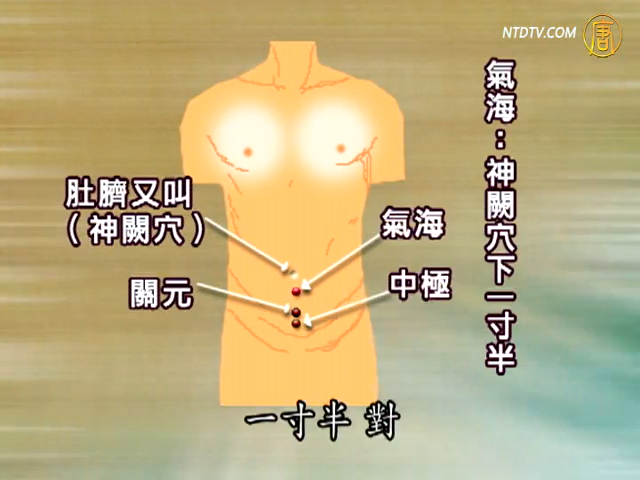 NTDTV.COM
唐
氣海：神闕穴下一寸半
肚臍又叫
（神闕穴）
氣海
關元
中極
一寸半 對